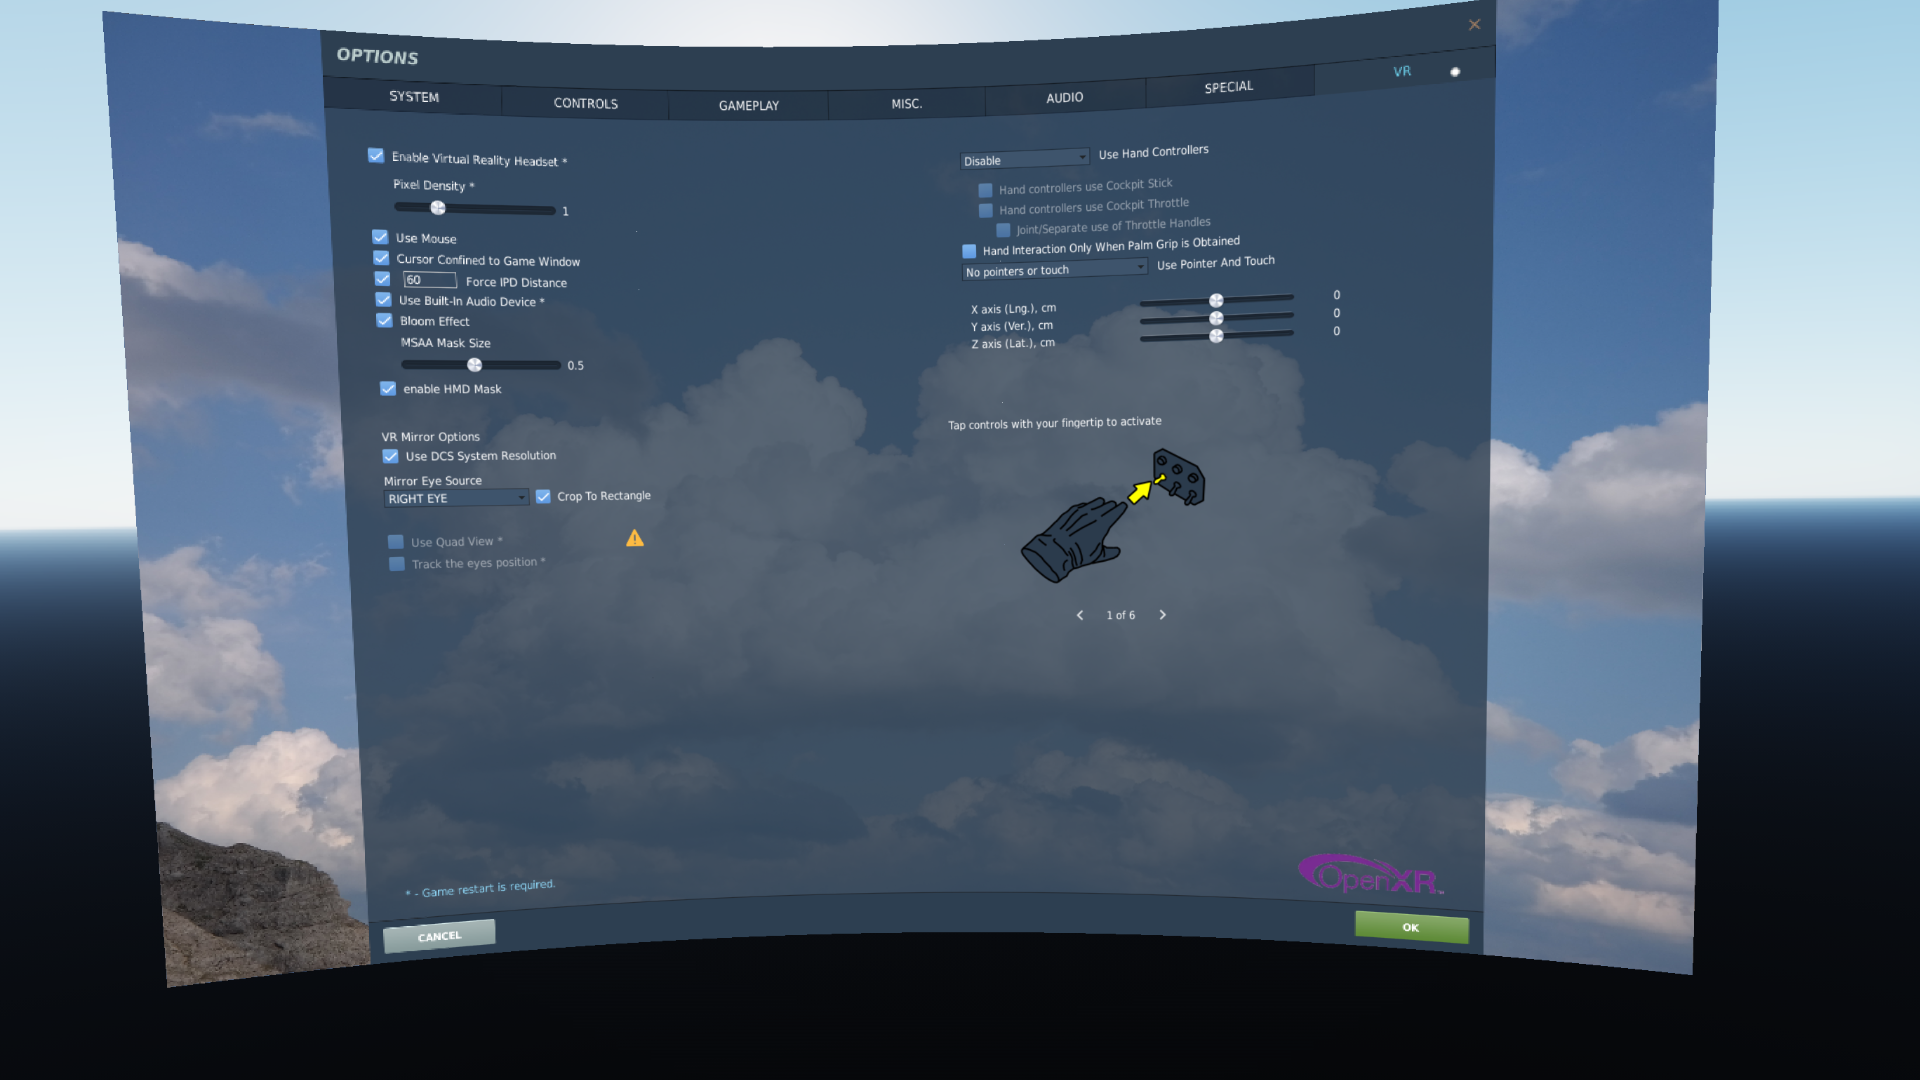 OPTIONS
SYSTEM
CONTROLS
GAMEPLAY
MISC.
AUDIO
SPECIAL
VR
Enable Virtual Reality Headset *
Pixel Density *
1
Use Mouse
Cursor Confined to Game Window
60 Force IPD Distance
Use Built-In Audio Device *
Bloom Effect
MSAA Mask Size
0.5
enable HMD Mask
VR Mirror Options
Use DCS System Resolution
Mirror Eye Source
RIGHT EYE Crop To Rectangle
Use Quad View *
Track the eyes position *
Disable Use Hand Controllers
Hand controllers use Cockpit Stick
Hand controllers use Cockpit Throttle
Joint/Separate use of Throttle Handles
Hand Interaction Only When Palm Grip is Obtained
No pointers or touch Use Pointer And Touch
X axis (Lng.), cm 0
Y axis (Ver.), cm 0
Z axis (Lat.), cm 0
Tap controls with your fingertip to activate
1 of 6
* - Game restart is required.
OpenXR™
CANCEL
OK